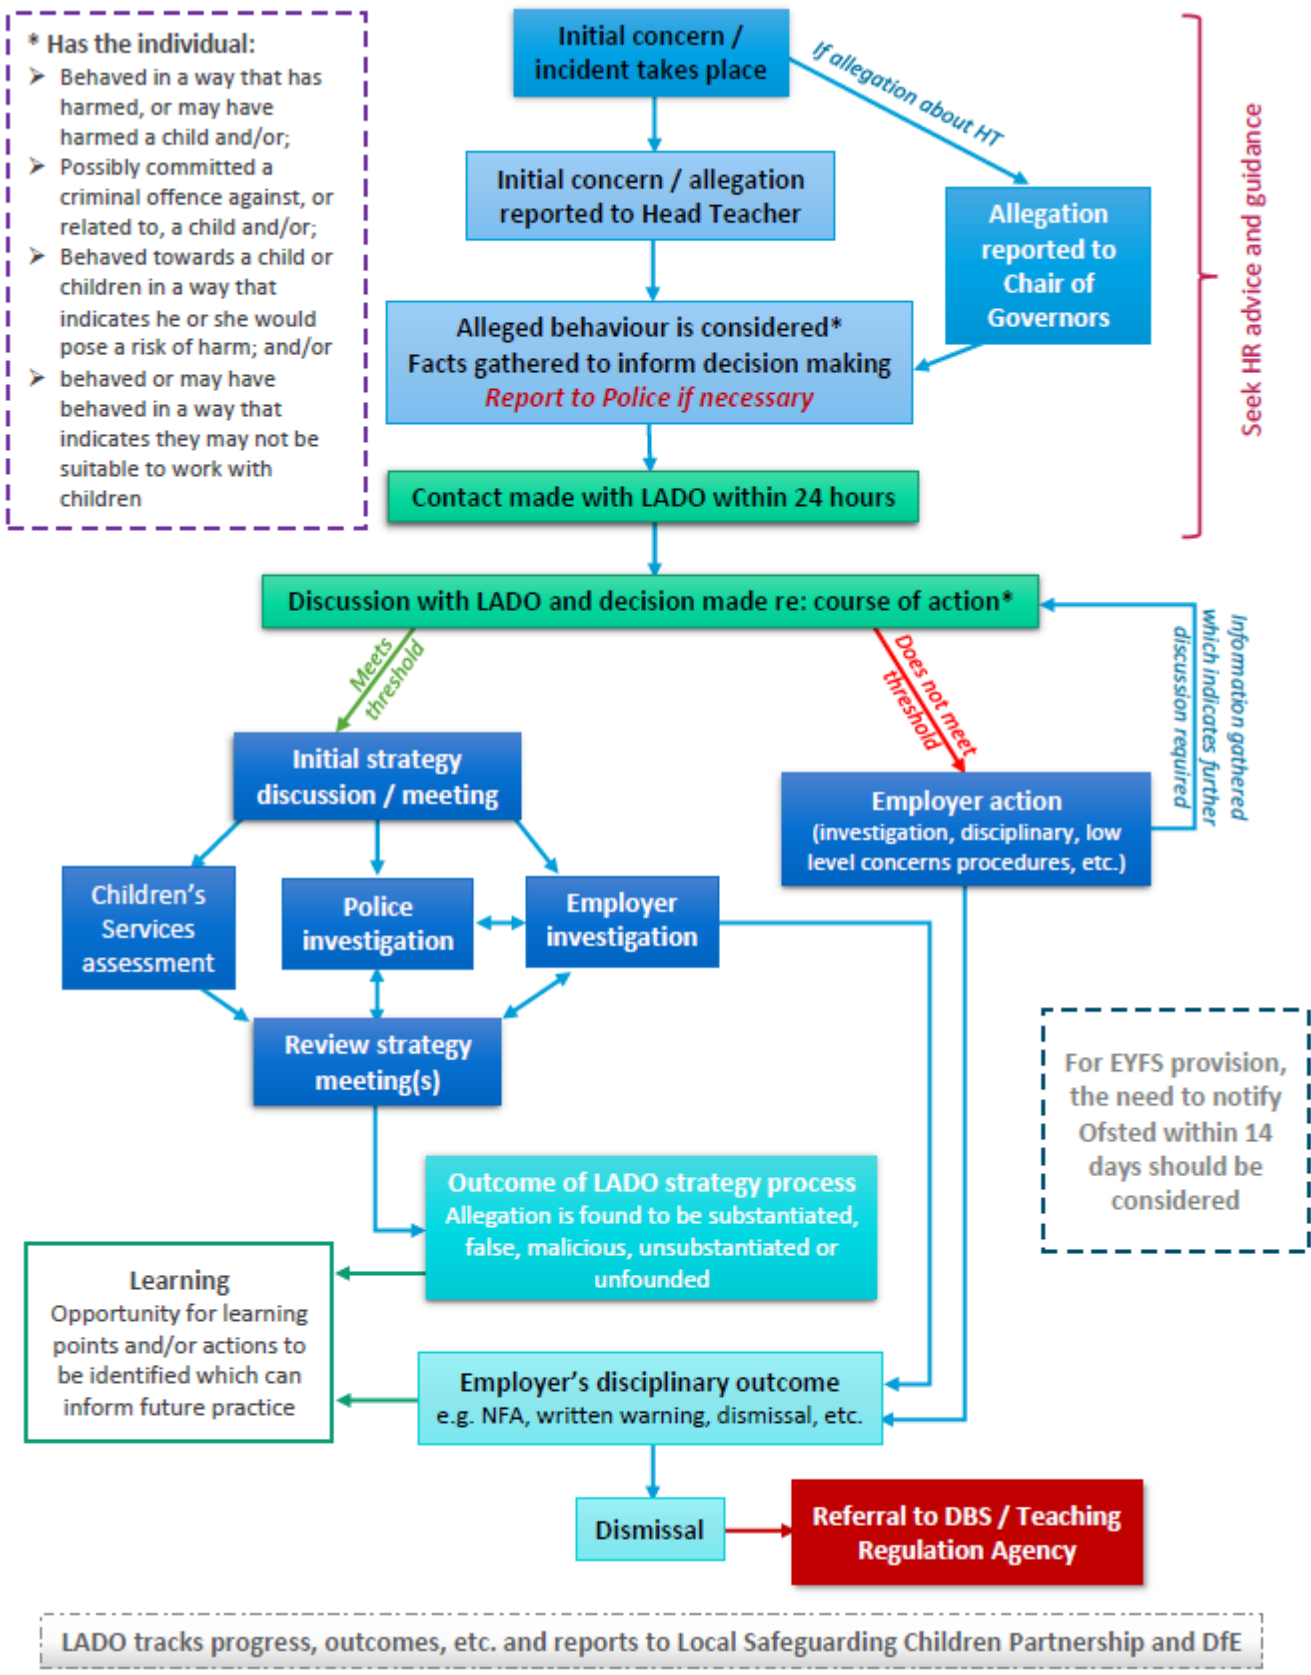 * Has the individual:
➤ Behaved in a way that has
harmed, or may have
harmed a child and/or;
➤ Possibly committed a
criminal offence against, or
related to, a child and/or;
➤ Behaved towards a child or
children in a way that
indicates he or she would
pose a risk of harm; and/or
➤ behaved or may have
behaved in a way that
indicates they may not be
suitable to work with
children
Initial concern /
incident takes place
If allegation about HT
Initial concern / allegation
reported to Head Teacher
Allegation
reported to
Chair of
Governors
Seek HR advice and guidance
Alleged behaviour is considered*
Facts gathered to inform decision making
Report to Police if necessary
Contact made with LADO within 24 hours
Discussion with LADO and decision made re: course of action*
Meets
threshold
Does not meet
threshold
Information gathered
which indicates further
discussion required
Initial strategy
discussion / meeting
Employer action
(investigation, disciplinary, low
level concerns procedures, etc.)
Children's
Services
assessment
Police
investigation
Employer
investigation
Review strategy
meeting(s)
For EYFS provision,
the need to notify
Ofsted within 14
days should be
considered
Outcome of LADO strategy process
Allegation is found to be substantiated,
false, malicious, unsubstantiated or
unfounded
Learning
Opportunity for learning
points and/or actions to
be identified which can
inform future practice
Employer's disciplinary outcome
e.g. NFA, written warning, dismissal, etc.
Dismissal
Referral to DBS / Teaching
Regulation Agency
LADO tracks progress, outcomes, etc. and reports to Local Safeguarding Children Partnership and DfE